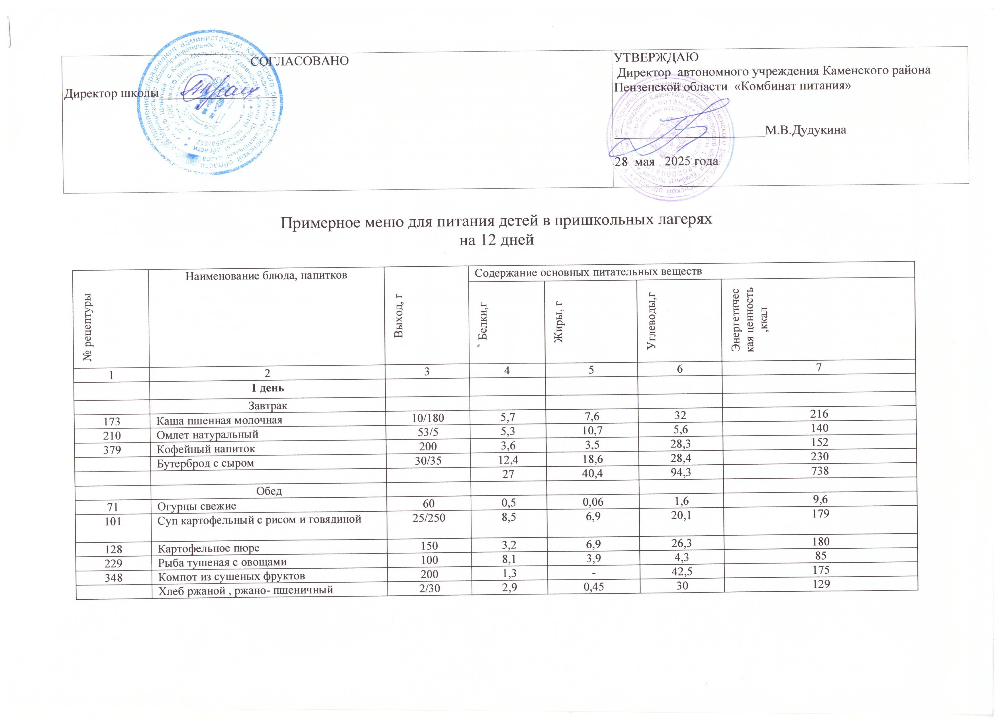 СОГЛАСОВАНО
Директор школы
УТВЕРЖДАЮ
Директор автономного учреждения Каменского района
Пензенской области «Комбинат питания»
М.В.Дудукина
28 мая 2025 года
Примерное меню для питания детей в пришкольных лагерях
на 12 дней
№ рецептуры Наименование блюда, напитков Выход, г Содержание основных питательных веществ
Белки,г Жиры, г Углеводы,г Энергетичес
кая ценность
,ккал
1 2 3 4 5 6 7
1 день
Завтрак
173 Каша пшенная молочная 10/180 5,7 7,6 32 216
210 Омлет натуральный 53/5 5,3 10,7 5,6 140
379 Кофейный напиток 200 3,6 3,5 28,3 152
Бутерброд с сыром 30/35 12,4 18,6 28,4 230
27 40,4 94,3 738
Обед
71 Огурцы свежие 60 0,5 0,06 1,6 9,6
101 Суп картофельный с рисом и говядиной 25/250 8,5 6,9 20,1 179
128 Картофельное пюре 150 3,2 6,9 26,3 180
229 Рыба тушеная с овощами 100 8,1 3,9 4,3 85
348 Компот из сушеных фруктов 200 1,3 - 42,5 175
Хлеб ржаной , ржано- пшеничный 2/30 2,9 0,45 30 129